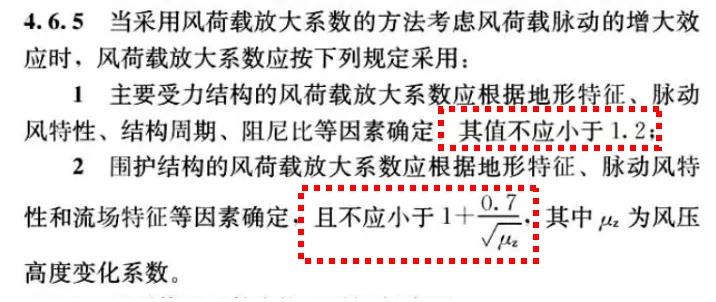 4.6.5 当采用风荷载放大系数的方法考虑风荷载脉动的增大效
应时，风荷载放大系数应按下列规定采用：
1 主要受力结构的风荷载放大系数应根据地形特征、脉动
风特性、结构周期、阻尼比等因素确定 其值不应小于1.2；
2 围护结构的风荷载放大系数应根据地形特征、脉动风特
性和流场特征等因素确定，且不应小于1+0.7/√μz，其中μz为风压
高度变化系数。